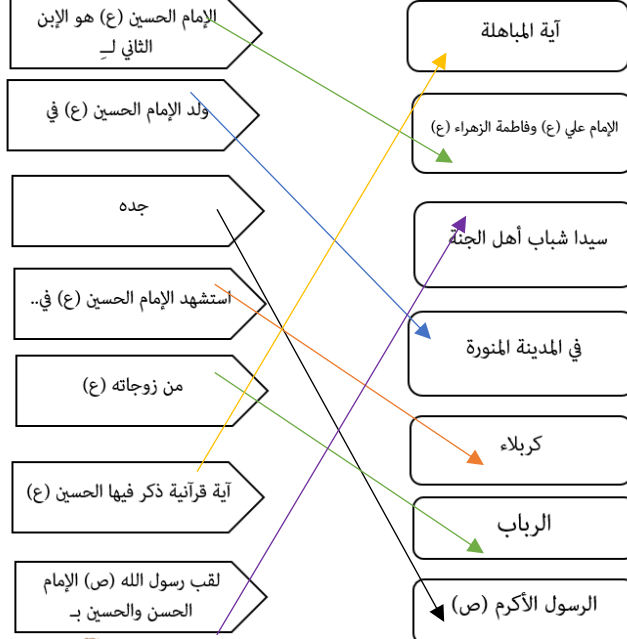 الإمام الحسين (ع) هو الإبن
الثاني لـِ
ولد الإمام الحسين (ع) في
جده
استشهد الإمام الحسين (ع) في..
من زوجاته (ع)
آية قرآنية ذكر فيها الحسين (ع)
لقب رسول الله (ص) الإمام
الحسن والحسين بـ
آية المباهلة
الإمام علي (ع) وفاطمة الزهراء (ع)
سيدا شباب أهل الجنة
في المدينة المنورة
كربلاء
الرباب
الرسول الأكرم (ص)